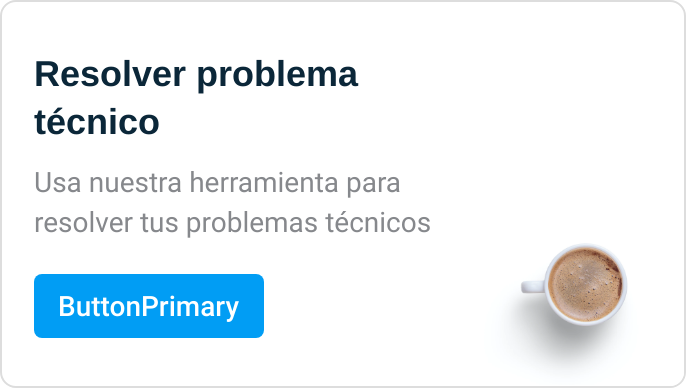 Resolver problema
técnico
Usa nuestra herramienta para
resolver tus problemas técnicos
ButtonPrimary